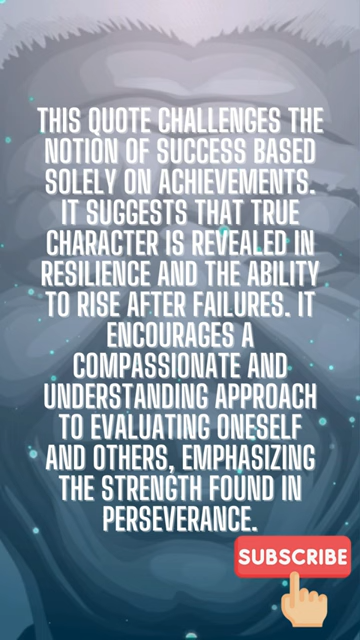 THIS QUOTE CHALLENGES THE
NOTION OF SUCCESS BASED
SOLELY ON ACHIEVEMENTS.
IT SUGGESTS THAT TRUE
CHARACTER IS REVEALED IN
RESILIENCE AND THE ABILITY
TO RISE AFTER FAILURES. IT
ENCOURAGES A
COMPASSIONATE AND
UNDERSTANDING APPROACH
TO EVALUATING ONESELF
AND OTHERS, EMPHASIZING
THE STRENGTH FOUND IN
PERSEVERANCE.
SUBSCRIBE